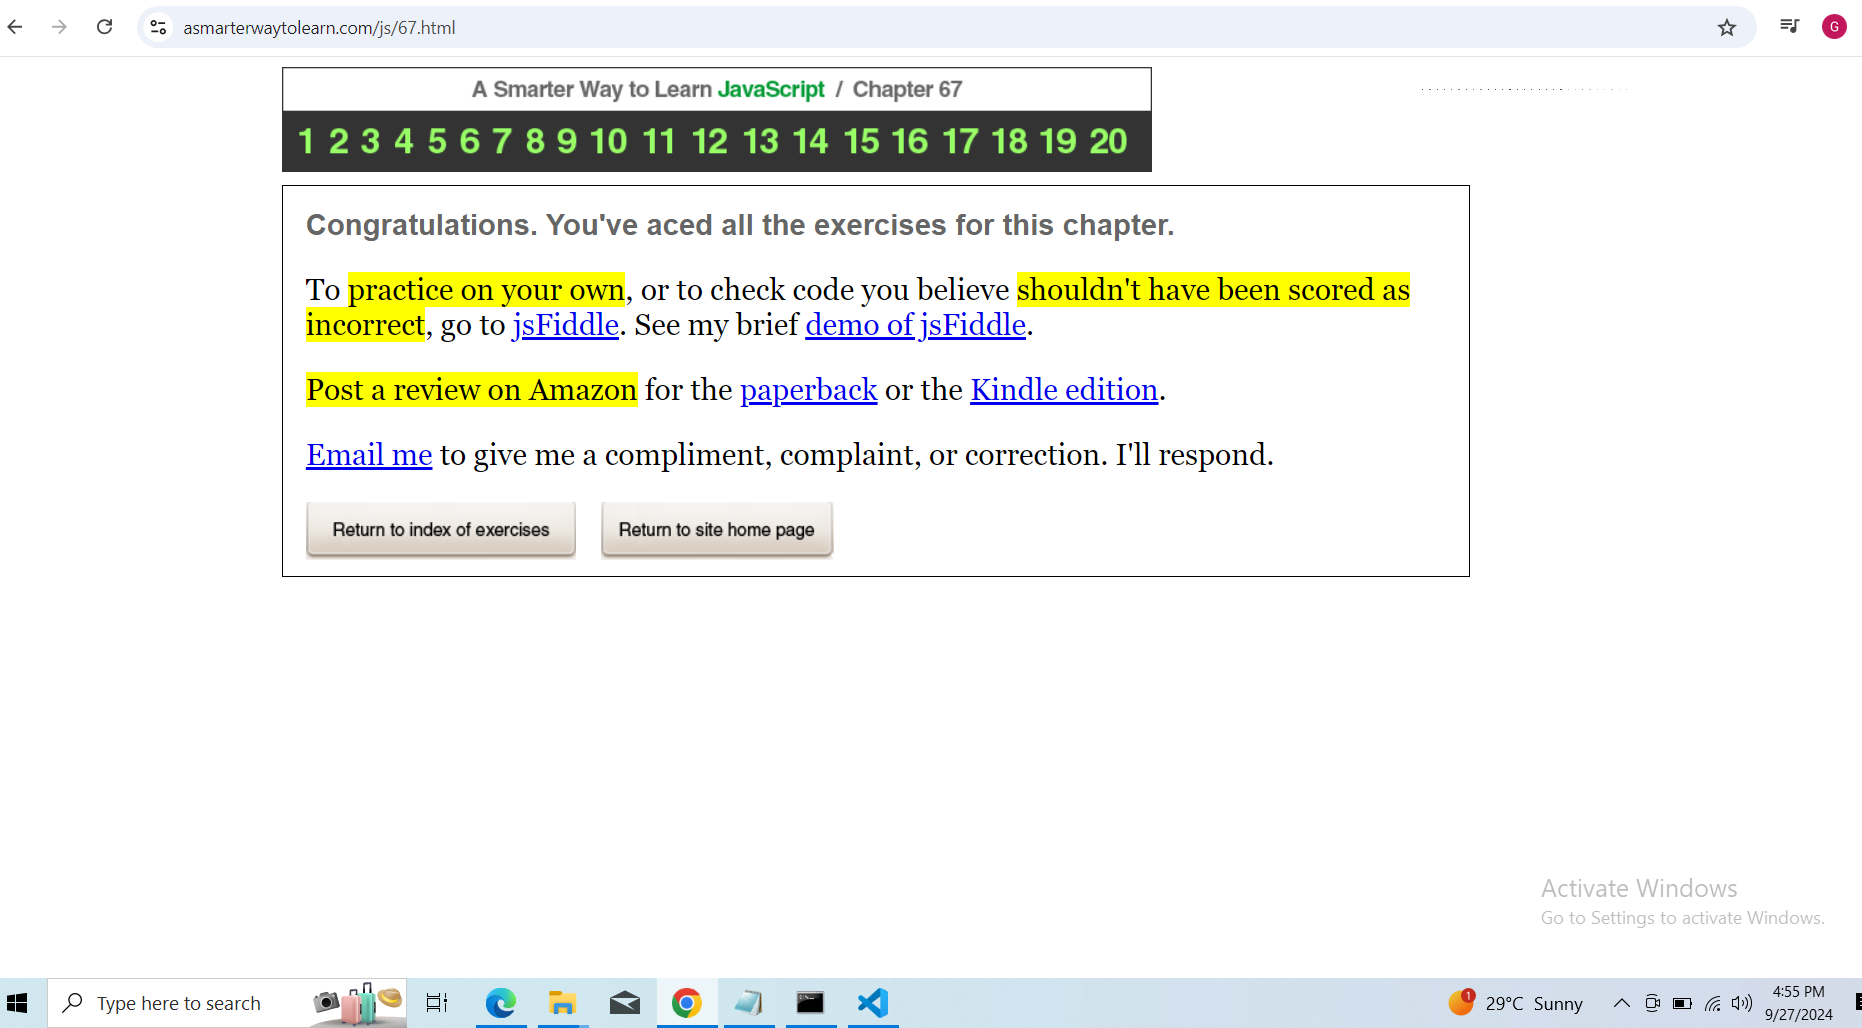 asmarterwaytolearn.com/js/67.html
G
A Smarter Way to Learn JavaScript / Chapter 67
1 2 3 4 5 6 7 8 9 10 11 12 13 14 15 16 17 18 19 20
Congratulations. You've aced all the exercises for this chapter.
To practice on your own, or to check code you believe shouldn't have been scored as
incorrect, go to jsFiddle. See my brief demo of jsFiddle.
Post a review on Amazon for the paperback or the Kindle edition.
Email me to give me a compliment, complaint, or correction. I'll respond.
Return to index of exercises Return to site home page
Activate Windows
Go to Settings to activate Windows.
Type here to search 1 29°C Sunny 4:55 PM
9/27/2024